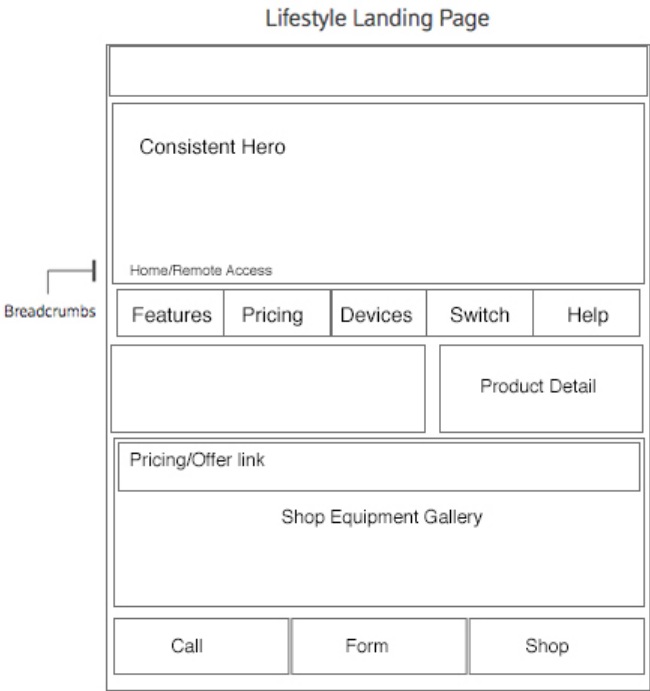 Lifestyle Landing Page
Consistent Hero
Home/Remote Access
Breadcrumbs
Features Pricing Devices Switch Help
Product Detail
Pricing/Offer link
Shop Equipment Gallery
Call Form Shop